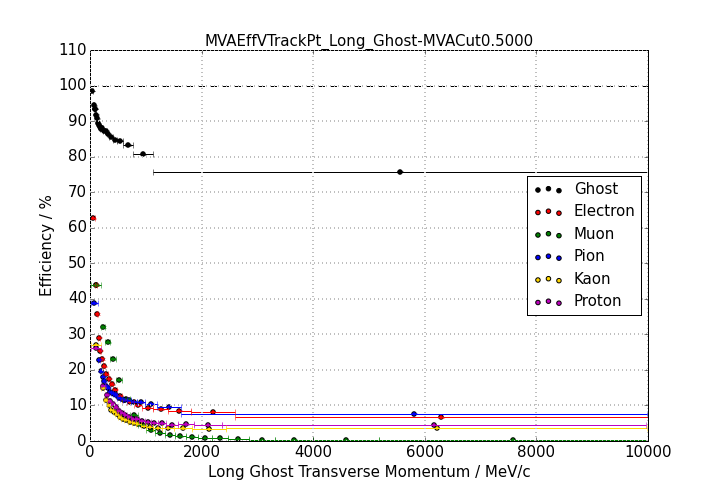 MVAEffVTrackPt_Long_Ghost-MVACut0.5000
110
100
90
80
70
60
50
40
30
20
10
0
Efficiency / %
Ghost
Electron
Muon
Pion
Kaon
Proton
0 2000 4000 6000 8000 10000
Long Ghost Transverse Momentum / MeV/c